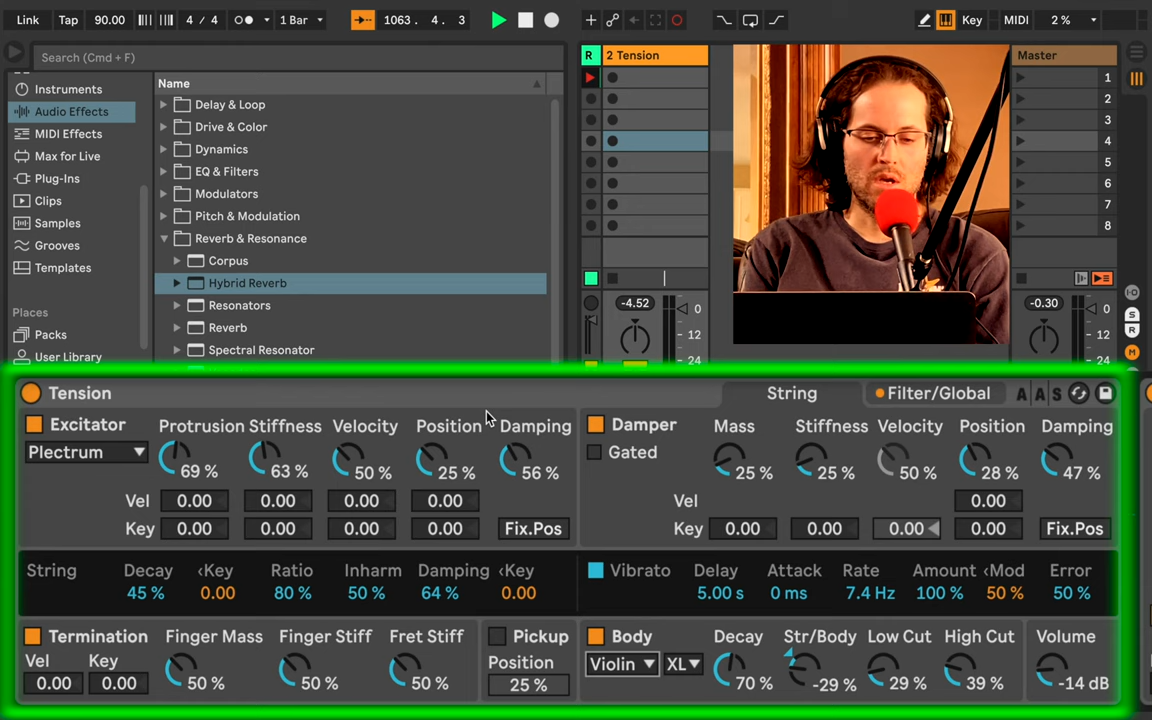 Link Tap 90.00 4 / 4 1 Bar 1063. 4. 3 Key MIDI 2 %
Search (Cmd + F)
Instruments
Audio Effects
MIDI Effects
Max for Live
Plug-Ins
Clips
Samples
Grooves
Templates
Places
Packs
User Library
Name
Delay & Loop
Drive & Color
Dynamics
EQ & Filters
Modulators
Pitch & Modulation
Reverb & Resonance
Corpus
Hybrid Reverb
Resonators
Reverb
Spectral Resonator
R 2 Tension
-4.52
0
12
24
Master
1
2
3
4
5
6
7
8
-0.30
0
12
24
I-O
S
R
M
Tension String Filter/Global A A S
Excitator Protrusion Stiffness Velocity Position Damping
Plectrum 69 % 63 % 50 % 25 % 56 %
Vel 0.00 0.00 0.00 0.00
Key 0.00 0.00 0.00 0.00 Fix.Pos
Damper Mass Stiffness Velocity Position Damping
Gated 25 % 25 % 50 % 28 % 47 %
Vel 0.00
Key 0.00 0.00 0.00 0.00 Fix.Pos
String Decay ‹Key Ratio Inharm Damping ‹Key
45 % 0.00 80 % 50 % 64 % 0.00
Vibrato Delay Attack Rate Amount ‹Mod Error
5.00 s 0 ms 7.4 Hz 100 % 50 % 50 %
Termination Finger Mass Finger Stiff Fret Stiff
Vel Key
0.00 0.00 50 % 50 % 50 %
Pickup
Position
25 %
Body Decay Str/Body Low Cut High Cut Volume
Violin XL 70 % -29 % 29 % 39 % -14 dB